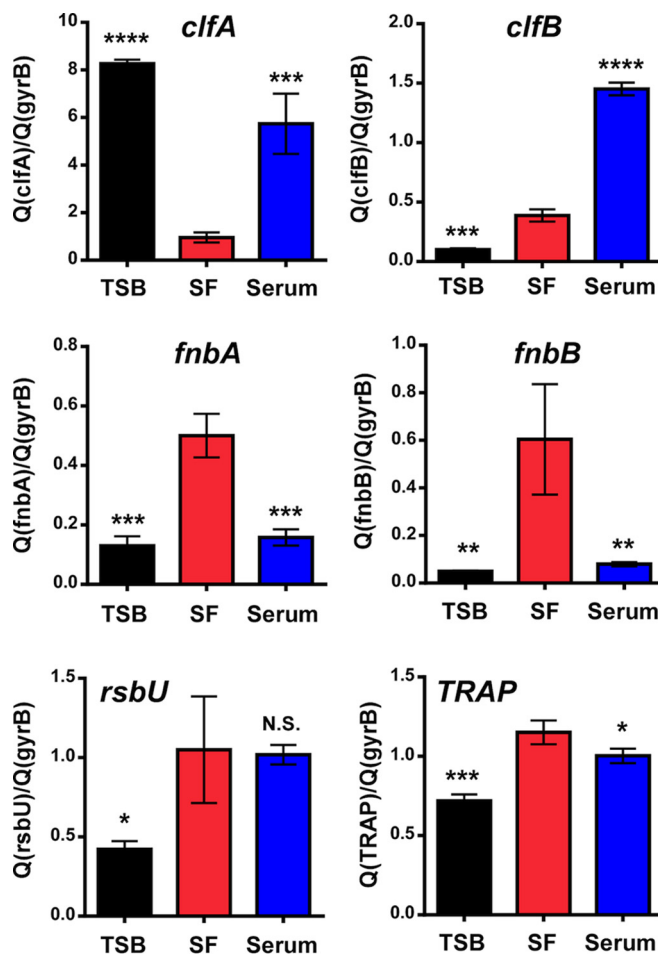 clfA
Q(clfA)/Q(gyrB)
10
8
6
4
2
0
****
***
TSB SF Serum
clfB
Q(clfB)/Q(gyrB)
2.0
1.5
1.0
0.5
0.0
***
****
TSB SF Serum
fnbA
Q(fnbA)/Q(gyrB)
0.8
0.6
0.4
0.2
0.0
***
***
TSB SF Serum
fnbB
Q(fnbB)/Q(gyrB)
1.0
0.8
0.6
0.4
0.2
0.0
**
**
TSB SF Serum
rsbU
Q(rsbU)/Q(gyrB)
1.5
1.0
0.5
0.0
*
N.S.
TSB SF Serum
TRAP
Q(TRAP)/Q(gyrB)
1.5
1.0
0.5
0.0
***
*
TSB SF Serum